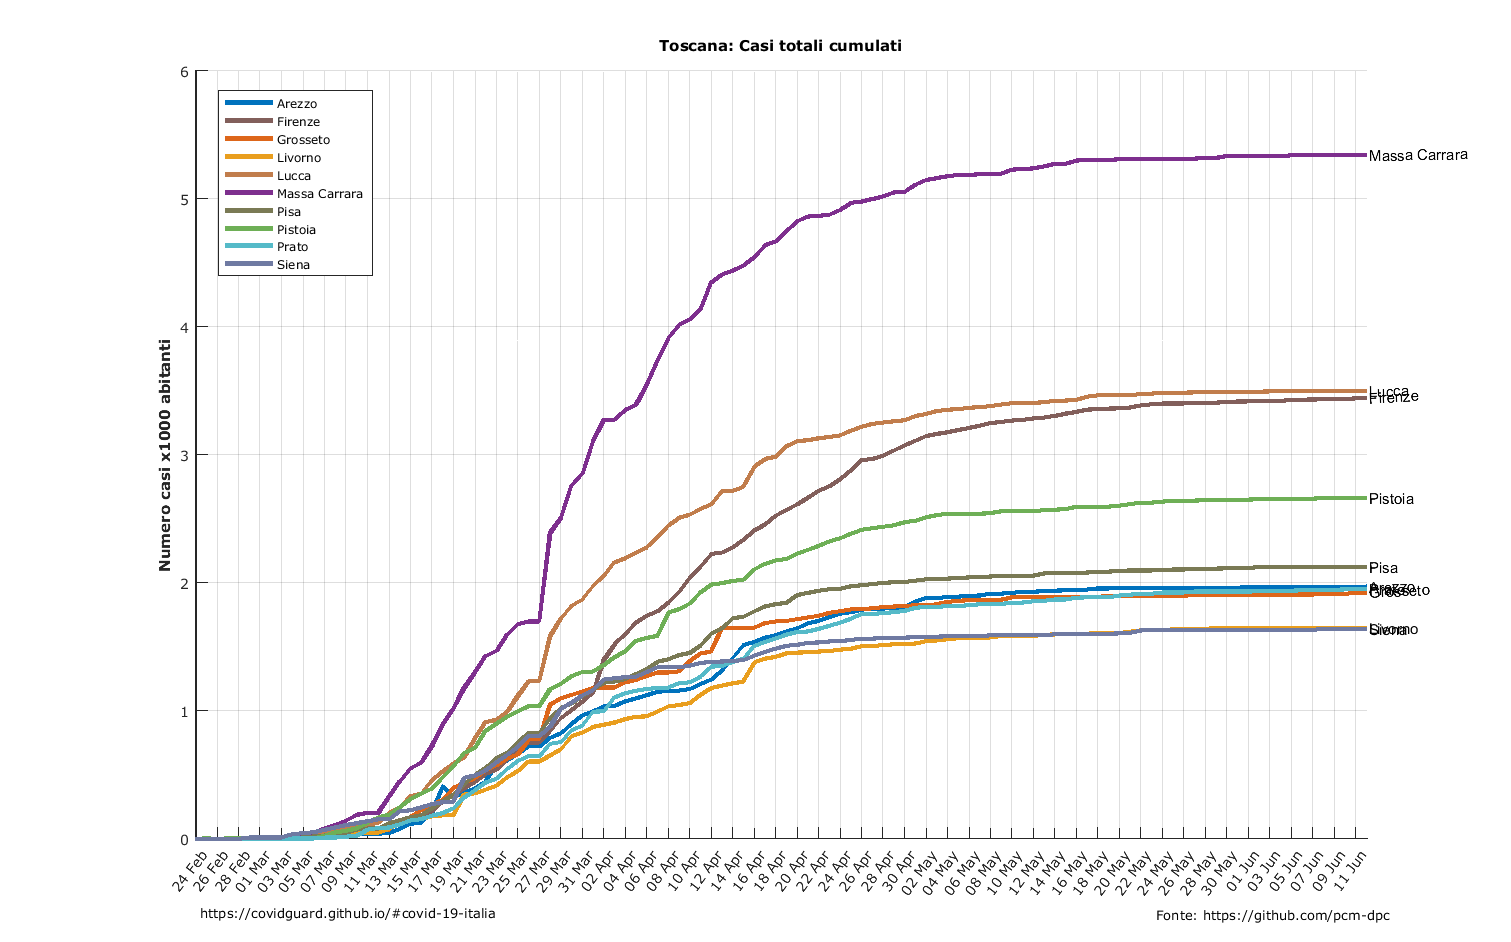 Toscana: Casi totali cumulati
Numero casi x1000 abitanti
6
5
4
3
2
1
0
Arezzo
Firenze
Grosseto
Livorno
Lucca
Massa Carrara
Pisa
Pistoia
Prato
Siena
Massa Carrara
Lucca
Firenze
Pistoia
Pisa
Arezzo
Grosseto
Livorno
Siena
24 Feb
26 Feb
28 Feb
01 Mar
03 Mar
05 Mar
07 Mar
09 Mar
11 Mar
13 Mar
15 Mar
17 Mar
19 Mar
21 Mar
23 Mar
25 Mar
27 Mar
29 Mar
31 Mar
02 Apr
04 Apr
06 Apr
08 Apr
10 Apr
12 Apr
14 Apr
16 Apr
18 Apr
20 Apr
22 Apr
24 Apr
26 Apr
28 Apr
30 Apr
02 May
04 May
06 May
08 May
10 May
12 May
14 May
16 May
18 May
20 May
22 May
24 May
26 May
28 May
30 May
01 Jun
03 Jun
05 Jun
07 Jun
09 Jun
11 Jun
https://covidguard.github.io/#covid-19-italia
Fonte: https://github.com/pcm-dpc